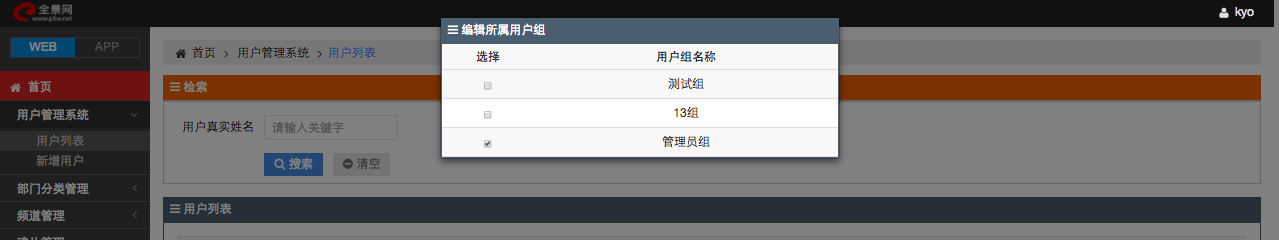 全景网
www.p5w.net
kyo
WEB APP
首页
用户管理系统
用户列表
新增用户
部门分类管理
频道管理
首页 用户管理系统 用户列表
检索
用户真实姓名 请输入关键字
搜索 清空
用户列表
编辑所属用户组
选择 用户组名称
测试组
13组
管理员组